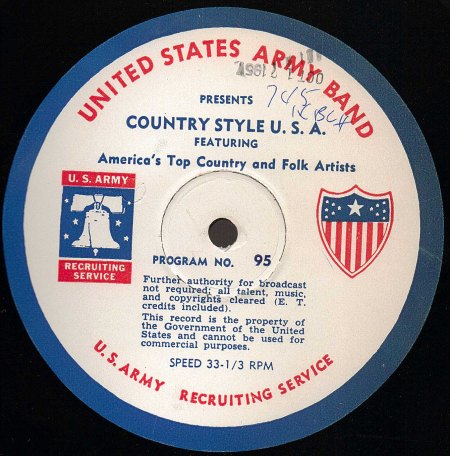 UNITED STATES ARMY BAND
PRESENTS
COUNTRY STYLE U. S. A.
FEATURING
America's Top Country and Folk Artists
U. S. ARMY
RECRUITING
SERVICE
PROGRAM NO. 95
Further authority for broadcast
not required; all talent, music,
and copyrights cleared (E. T.
credits included).
This record is the property of
the Government of the United
States and cannot be used for
commercial purposes.
SPEED 33-1/3 RPM
U. S. ARMY RECRUITING SERVICE